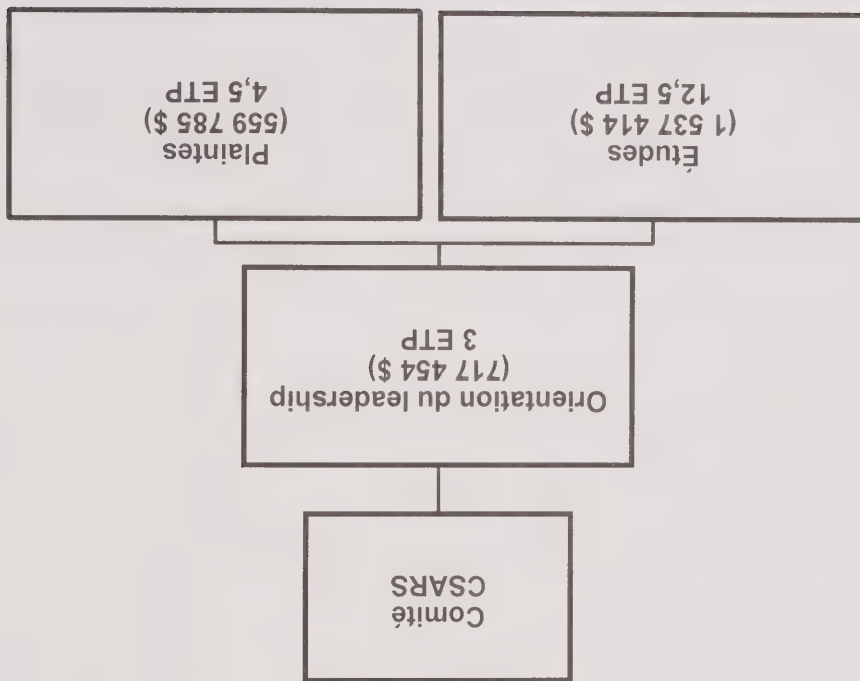 Comité
CSARS
Orientation du leadership
(717 454 $)
3 ETP
Études
(1 537 414 $)
12,5 ETP
Plaintes
(559 785 $)
4,5 ETP